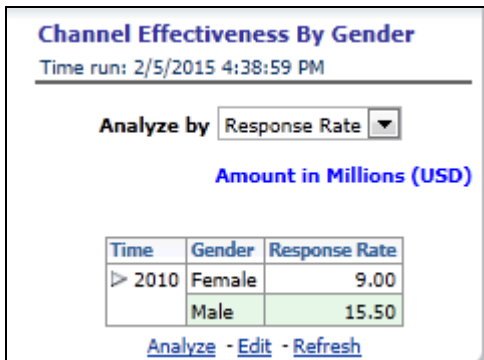 Channel Effectiveness By Gender
Time run: 2/5/2015 4:38:59 PM
Analyze by Response Rate
Amount in Millions (USD)
Time Gender Response Rate
2010 Female 9.00
Male 15.50
Analyze - Edit - Refresh